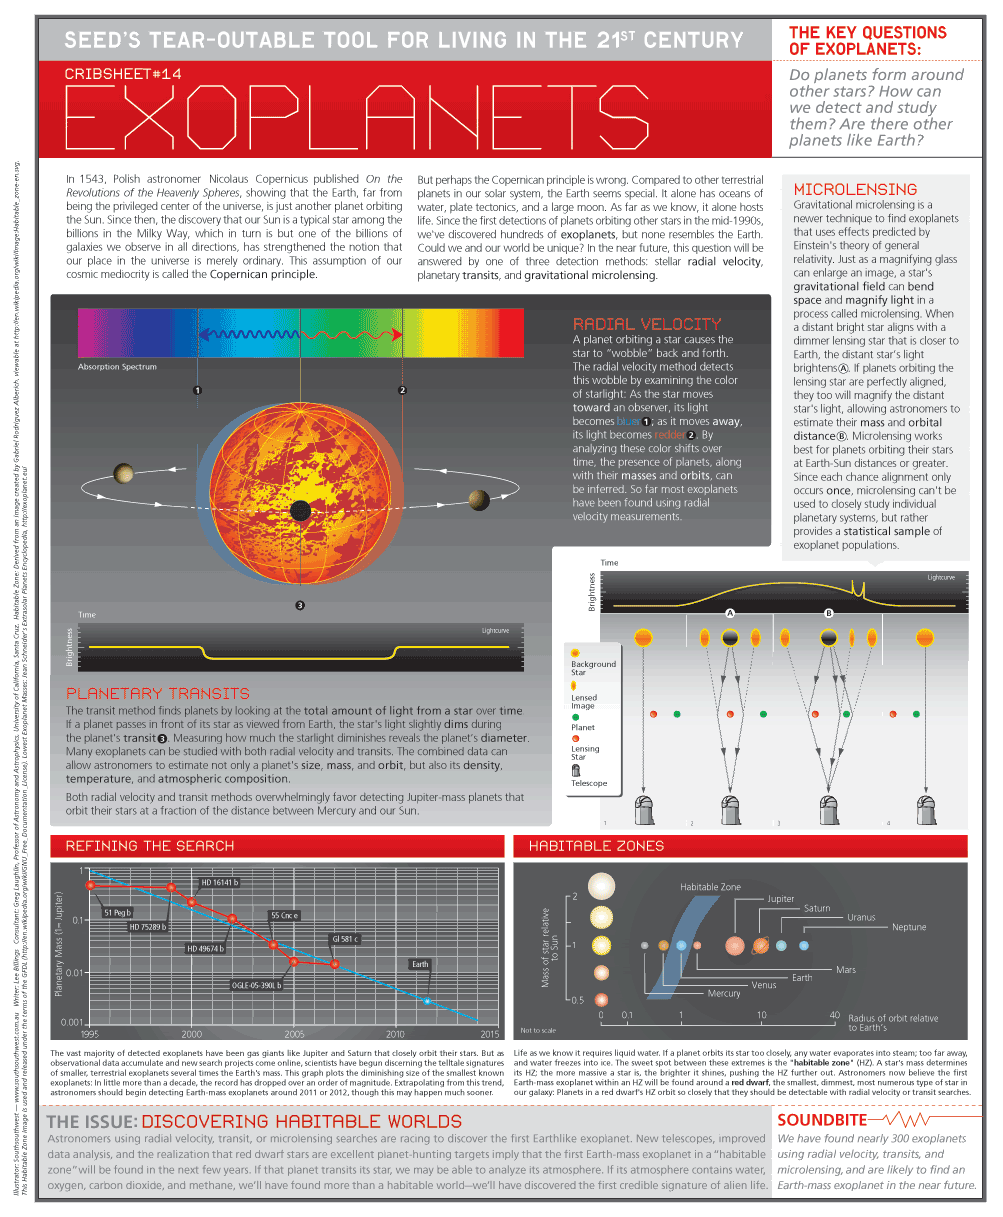 SEED'S TEAR-OUTABLE TOOL FOR LIVING IN THE 21ST CENTURY
CRIBSHEET#14
EXOPLANETS
THE KEY QUESTIONS
OF EXOPLANETS:
Do planets form around
other stars? How can
we detect and study
them? Are there other
planets like Earth?
In 1543, Polish astronomer Nicolaus Copernicus published On the
Revolutions of the Heavenly Spheres, showing that the Earth, far from
being the privileged center of the universe, is just another planet orbiting
the Sun. Since then, the discovery that our Sun is a typical star among the
billions in the Milky Way, which in turn is but one of the billions of
galaxies we observe in all directions, has strengthened the notion that
our place in the universe is merely ordinary. This assumption of our
cosmic mediocrity is called the Copernican principle.
But perhaps the Copernican principle is wrong. Compared to other terrestrial
planets in our solar system, the Earth seems special. It alone has oceans of
water, plate tectonics, and a large moon. As far as we know, it alone hosts
life. Since the first detections of planets orbiting other stars in the mid-1990s,
we've discovered hundreds of exoplanets, but none resembles the Earth.
Could we and our world be unique? In the near future, this question will be
answered by one of three detection methods: stellar radial velocity,
planetary transits, and gravitational microlensing.
MICROLENSING
Gravitational microlensing is a
newer technique to find exoplanets
that uses effects predicted by
Einstein's theory of general
relativity. Just as a magnifying glass
can enlarge an image, a star's
gravitational field can bend
space and magnify light in a
process called microlensing. When
a distant bright star aligns with a
dimmer lensing star that is closer to
Earth, the distant star's light
brightens A. If planets orbiting the
lensing star are perfectly aligned,
they too will magnify the distant
star's light, allowing astronomers to
estimate their mass and orbital
distance B. Microlensing works
best for planets orbiting their stars
at Earth-Sun distances or greater.
Since each chance alignment only
occurs once, microlensing can't be
used to closely study individual
planetary systems, but rather
provides a statistical sample of
exoplanet populations.
Absorption Spectrum
1
2
3
RADIAL VELOCITY
A planet orbiting a star causes the
star to "wobble" back and forth.
The radial velocity method detects
this wobble by examining the color
of starlight: As the star moves
toward an observer, its light
becomes bluer 1; as it moves away,
its light becomes redder 2. By
analyzing these color shifts over
time, the presence of planets, along
with their masses and orbits, can
be inferred. So far most exoplanets
have been found using radial
velocity measurements.
Time
Brightness
Lightcurve
PLANETARY TRANSITS
The transit method finds planets by looking at the total amount of light from a star over time.
If a planet passes in front of its star as viewed from Earth, the star's light slightly dims during
the planet's transit 3. Measuring how much the starlight diminishes reveals the planet's diameter.
Many exoplanets can be studied with both radial velocity and transits. The combined data can
allow astronomers to estimate not only a planet's size, mass, and orbit, but also its density,
temperature, and atmospheric composition.
Both radial velocity and transit methods overwhelmingly favor detecting Jupiter-mass planets that
orbit their stars at a fraction of the distance between Mercury and our Sun.
Time
Brightness
Lightcurve
A
B
Background
Star
Lensed
Image
Planet
Lensing
Star
Telescope
1
2
3
4
REFINING THE SEARCH
Planetary Mass (1= Jupiter)
1
0.1
0.01
0.001
51 Peg b
HD 75289 b
HD 16141 b
HD 49674 b
55 Cnc e
OGLE-05-390L b
Gl 581 c
Earth
1995
2000
2005
2010
2015
HABITABLE ZONES
Mass of star relative
to Sun
2
1
0.5
Habitable Zone
Jupiter
Saturn
Uranus
Neptune
Mars
Earth
Venus
Mercury
0
0.1
1
10
40
Radius of orbit relative
to Earth's
Not to scale
The vast majority of detected exoplanets have been gas giants like Jupiter and Saturn that closely orbit their stars. But as
observational data accumulate and new search projects come online, scientists have begun discerning the telltale signatures
of smaller, terrestrial exoplanets several times the Earth's mass. This graph plots the diminishing size of the smallest known
exoplanets: In little more than a decade, the record has dropped over an order of magnitude. Extrapolating from this trend,
astronomers should begin detecting Earth-mass exoplanets around 2011 or 2012, though this may happen much sooner.
Life as we know it requires liquid water. If a planet orbits its star too closely, any water evaporates into steam; too far away,
and water freezes into ice. The sweet spot between these extremes is the "habitable zone" (HZ). A star's mass determines
its HZ; the more massive a star is, the brighter it shines, pushing the HZ further out. Astronomers now believe the first
Earth-mass exoplanet within an HZ will be found around a red dwarf, the smallest, dimmest, most numerous type of star in
our galaxy: Planets in a red dwarf's HZ orbit so closely that they should be detectable with radial velocity or transit searches.
THE ISSUE: DISCOVERING HABITABLE WORLDS
Astronomers using radial velocity, transit, or microlensing searches are racing to discover the first Earthlike exoplanet. New telescopes, improved
data analysis, and the realization that red dwarf stars are excellent planet-hunting targets imply that the first Earth-mass exoplanet in a "habitable
zone" will be found in the next few years. If that planet transits its star, we may be able to analyze its atmosphere. If its atmosphere contains water,
oxygen, carbon dioxide, and methane, we'll have found more than a habitable world—we'll have discovered the first credible signature of alien life.
SOUNDBITE
We have found nearly 300 exoplanets
using radial velocity, transits, and
microlensing, and are likely to find an
Earth-mass exoplanet in the near future.
Illustrator: Southsouthwest — www.southsouthwest.com.au Writer: Lee Billings Consultant: Greg Laughlin, Professor of Astronomy and Astrophysics, University of California, Santa Cruz. Habitable Zone: Derived from an image created by Gabriel Rodriguez Alberich, viewable at http://en.wikipedia.org/wiki/Image:Habitable_zone-en.svg.
This Habitable Zone image is used and released under the terms of the GFDL (http://en.wikipedia.org/wiki/GNU_Free_Documentation_License). Lowest Exoplanet Masses: Jean Schneider's Extrasolar Planets Encyclopedia, http://exoplanet.eu/